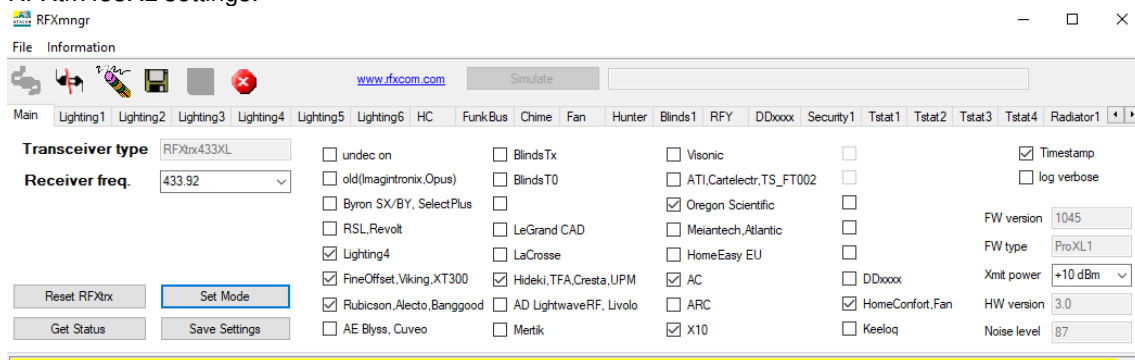 RFXmngr
File Information
www.rfxcom.com Simulate
Main Lighting1 Lighting2 Lighting3 Lighting4 Lighting5 Lighting6 HC FunkBus Chime Fan Hunter Blinds1 RFY DDxxxx Security1 Tstat1 Tstat2 Tstat3 Tstat4 Radiator1
Transceiver type RFXtrx433XL undec on BlindsTx Visonic Timestamp
Receiver freq. 433.92 old(Imagintronix,Opus) BlindsT0 ATI,Cartelectr,TS_FT002 log verbose
Byron SX/BY, SelectPlus Oregon Scientific FW version 1045
RSL,Revolt LeGrand CAD Meiantech,Atlantic
Lighting4 LaCrosse HomeEasy EU FW type ProXL1
FineOffset,Viking,XT300 Hideki,TFA,Cresta,UPM AC DDxxxx Xmit power +10 dBm
Reset RFXtrx Set Mode Rubicson,Alecto,Banggood AD LightwaveRF, Livolo ARC HomeConfort,Fan HW version 3.0
Get Status Save Settings AE Blyss, Cuveo Mertik X10 Keeloq Noise level 87